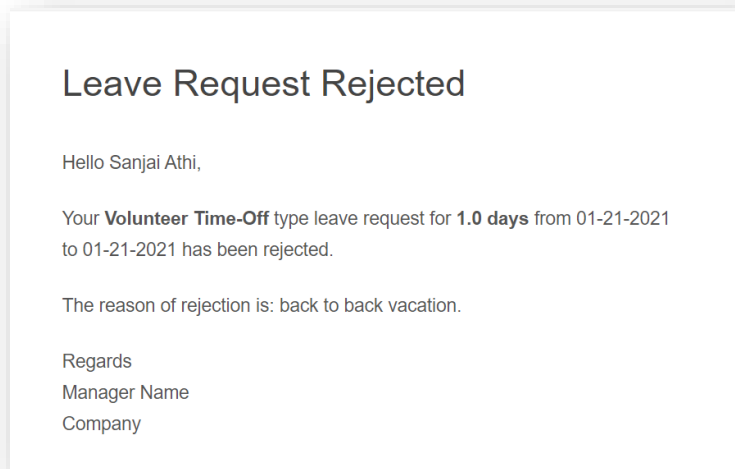 Leave Request Rejected
Hello Sanjai Athi,
Your Volunteer Time-Off type leave request for 1.0 days from 01-21-2021
to 01-21-2021 has been rejected.
The reason of rejection is: back to back vacation.
Regards
Manager Name
Company